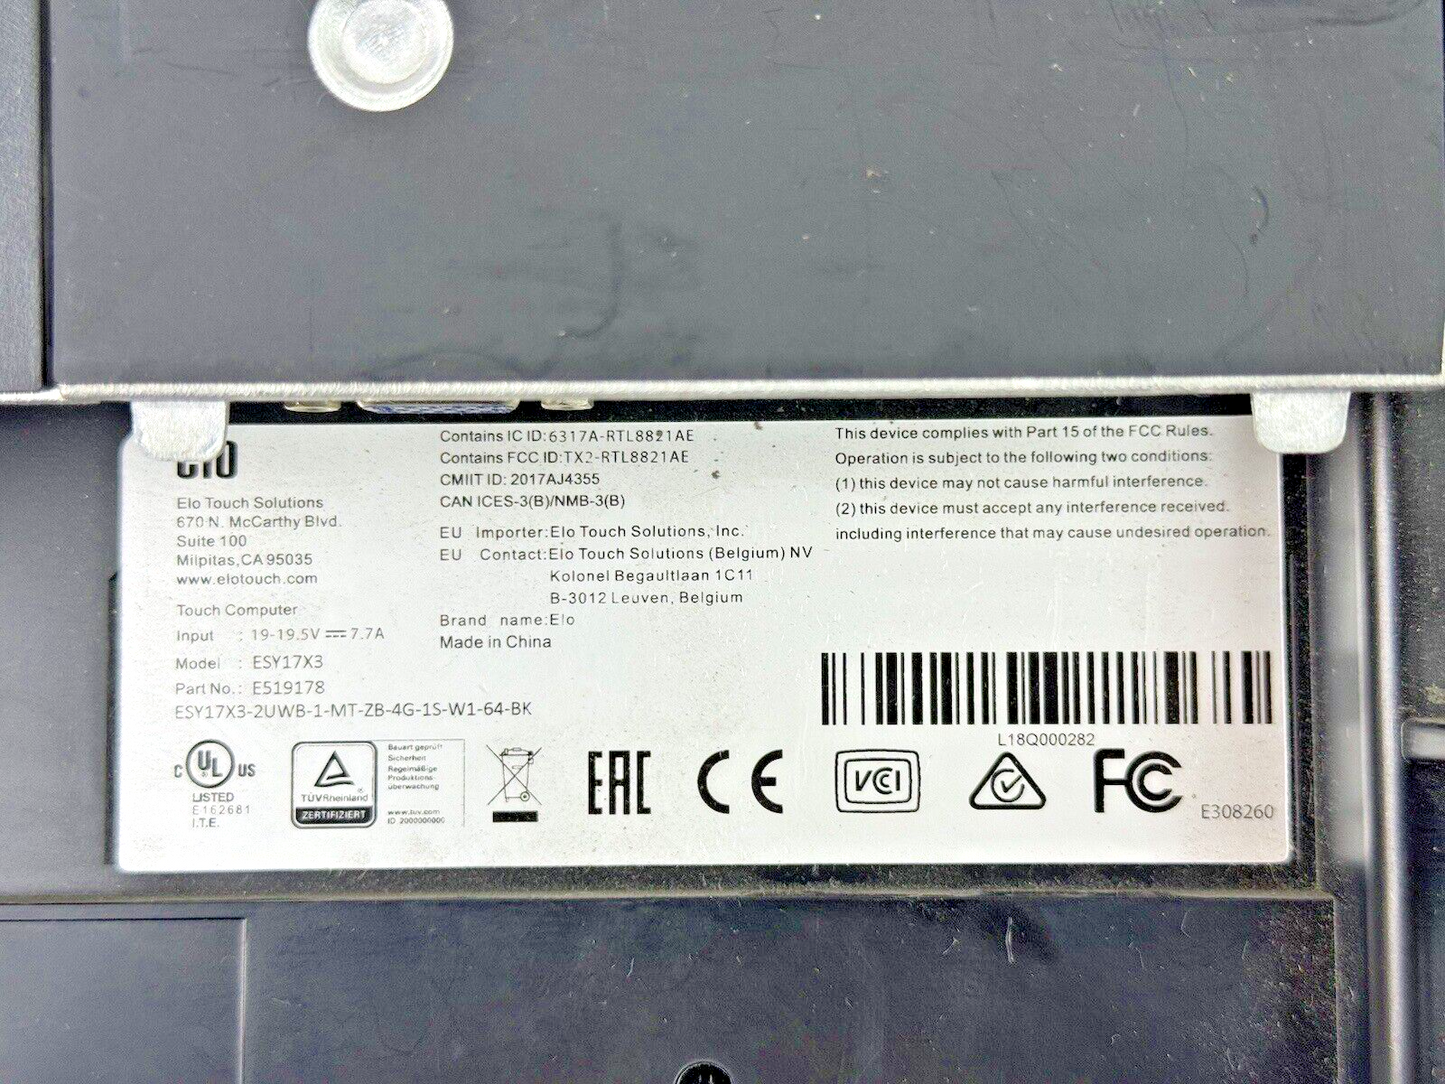 elo
Elo Touch Solutions
670 N. McCarthy Blvd.
Suite 100
Milpitas,CA 95035
www.elotouch.com
Touch Computer
Input : 19-19.5V 7.7A
Model : ESY17X3
Part No.: E519178
ESY17X3-2UWB-1-MT-ZB-4G-1S-W1-64-BK
Contains IC ID:6317A-RTL8821AE
Contains FCC ID:TX2-RTL8821AE
CMIIT ID: 2017AJ4355
CAN ICES-3(B)/NMB-3(B)
EU Importer:Elo Touch Solutions, Inc.
EU Contact:Elo Touch Solutions (Belgium) NV
Kolonel Begaultlaan 1C11
B-3012 Leuven, Belgium
Brand name:Elo
Made in China
This device complies with Part 15 of the FCC Rules.
Operation is subject to the following two conditions:
(1) this device may not cause harmful interference.
(2) this device must accept any interference received.
including interference that may cause undesired operation.
L18Q000282
C UL ® US
LISTED
E162681
I.T.E.
TÜVRheinland ®
ZERTIFIZIERT
Bauart geprüft
Sicherheit
Regelmäßige
Produktions-
überwachung
www.tuv.com
ID 2000000000
EAC
CE
VCCI
FC
E308260